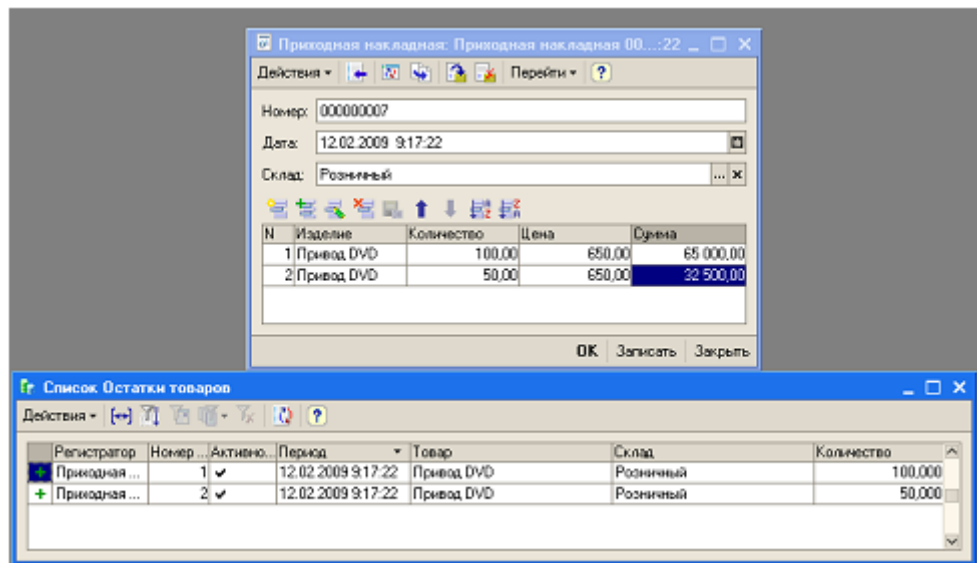 Приходная накладная: Приходная накладная 00...:22
Действия Перейти ?
Номер: 000000007
Дата: 12.02.2009 9:17:22
Склад: Розничный ... x
N Изделие Количество Цена Сумма
1 Привод DVD 100,00 650,00 65 000,00
2 Привод DVD 50,00 650,00 32 500,00
OK Записать Закрыть
Список Остатки товаров
Действия ?
Регистратор Номер ... Активно... Период Товар Склад Количество
Приходная ... 1 12.02.2009 9:17:22 Привод DVD Розничный 100,000
Приходная ... 2 12.02.2009 9:17:22 Привод DVD Розничный 50,000